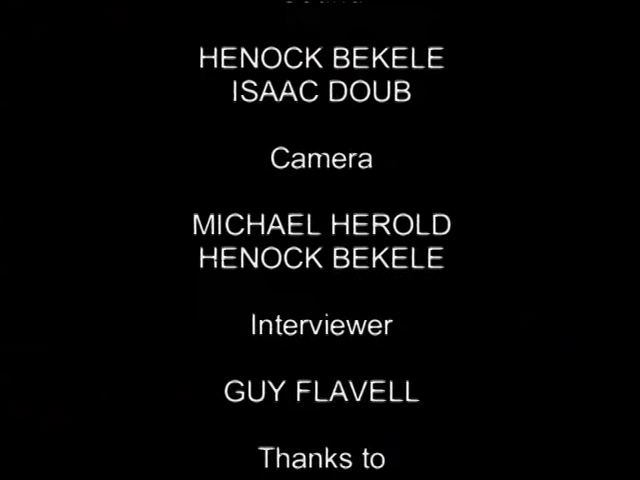 HENOCK BEKELE
ISAAC DOUB
Camera
MICHAEL HEROLD
HENOCK BEKELE
Interviewer
GUY FLAVELL
Thanks to